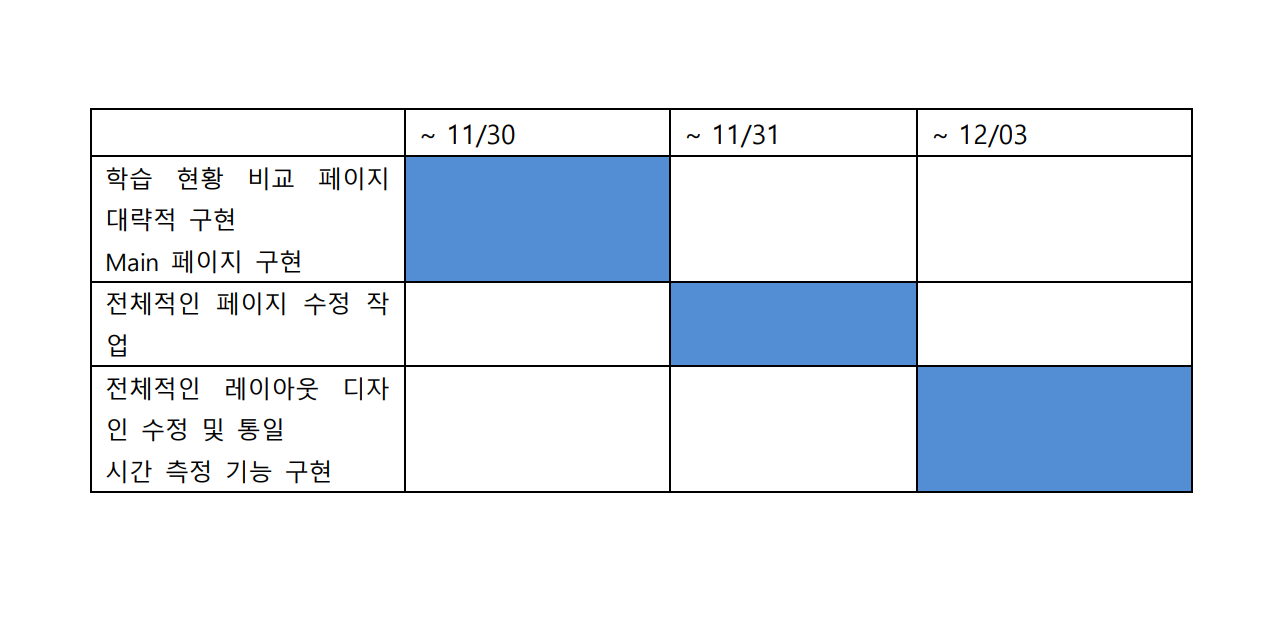 ~ 11/30
~ 11/31
~ 12/03
학습 현황 비교 페이지
대략적 구현
Main 페이지 구현
전체적인 페이지 수정 작
업
전체적인 레이아웃 디자
인 수정 및 통일
시간 측정 기능 구현